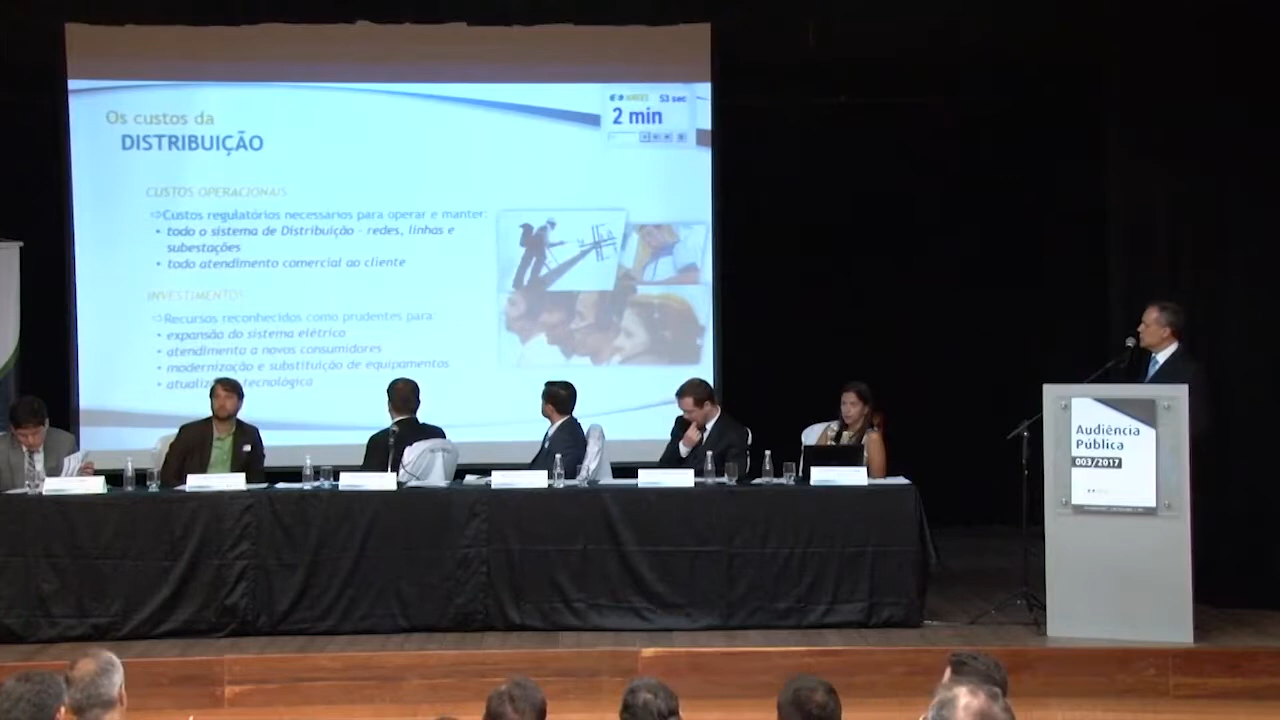 Os custos da
DISTRIBUIÇÃO
53 sec
2 min
CUSTOS OPERACIONAIS
Custos regulatórios necessários para operar e manter:
• todo o sistema de Distribuição - redes, linhas e
subestações
• todo atendimento comercial ao cliente
INVESTIMENTOS
Recursos reconhecidos como prudentes para:
• expansão do sistema elétrico
• atendimento a novos consumidores
• modernização e substituição de equipamentos
• tecnológica
Audiência
Pública
003/2017